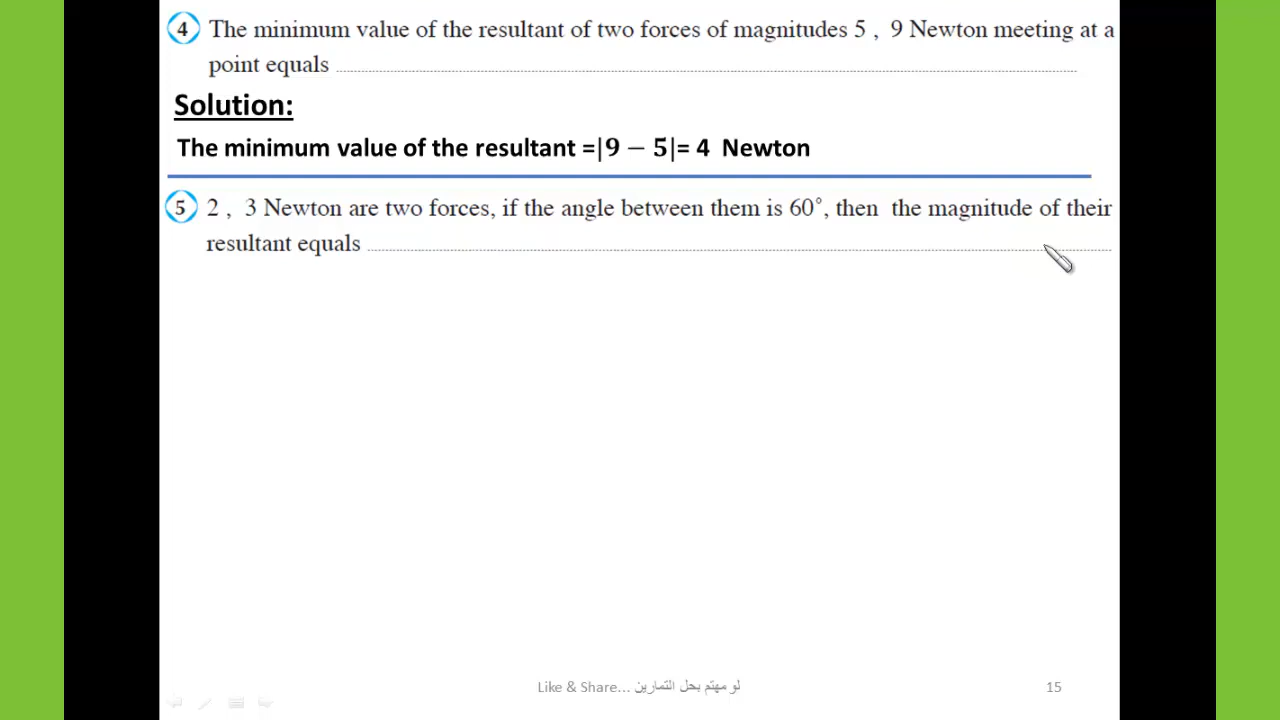 4 The minimum value of the resultant of two forces of magnitudes 5 , 9 Newton meeting at a
point equals
Solution:
The minimum value of the resultant =|9 − 5|= 4 Newton
5 2 , 3 Newton are two forces, if the angle between them is 60°, then the magnitude of their
resultant equals
Like & Share... لو مهتم بحل التمارين
15